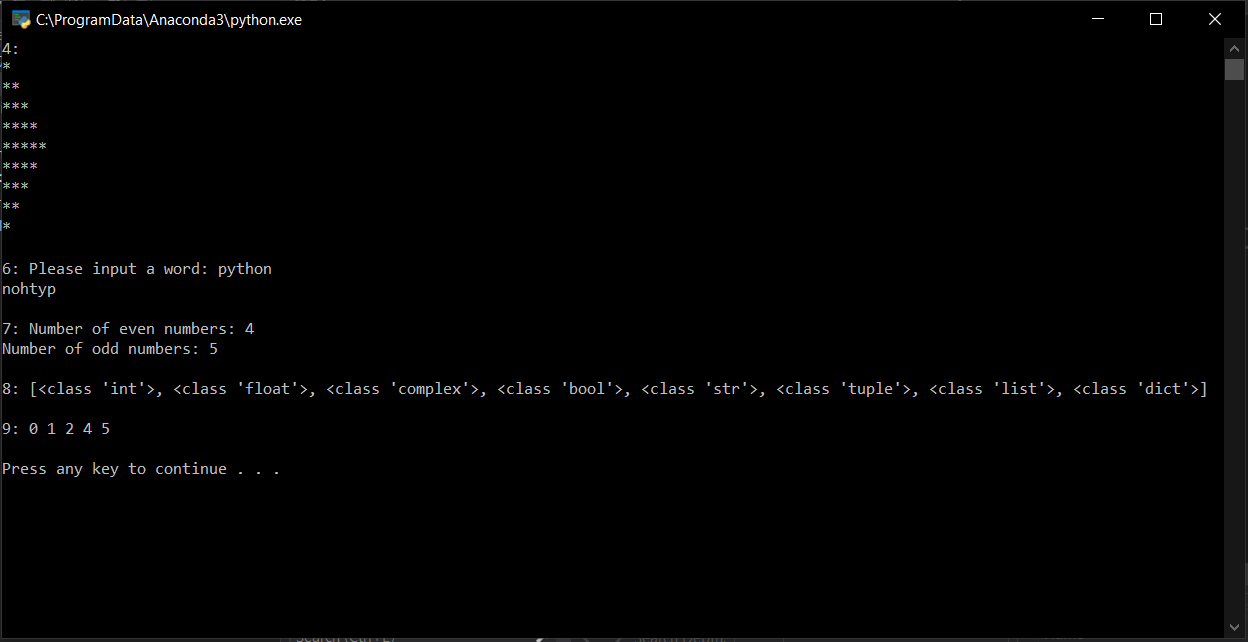 C:\ProgramData\Anaconda3\python.exe
4:
*
**
***
****
*****
****
***
**
*
6: Please input a word: python
nohtyp
7: Number of even numbers: 4
Number of odd numbers: 5
8: [<class 'int'>, <class 'float'>, <class 'complex'>, <class 'bool'>, <class 'str'>, <class 'tuple'>, <class 'list'>, <class 'dict'>]
9: 0 1 2 4 5
Press any key to continue . . .